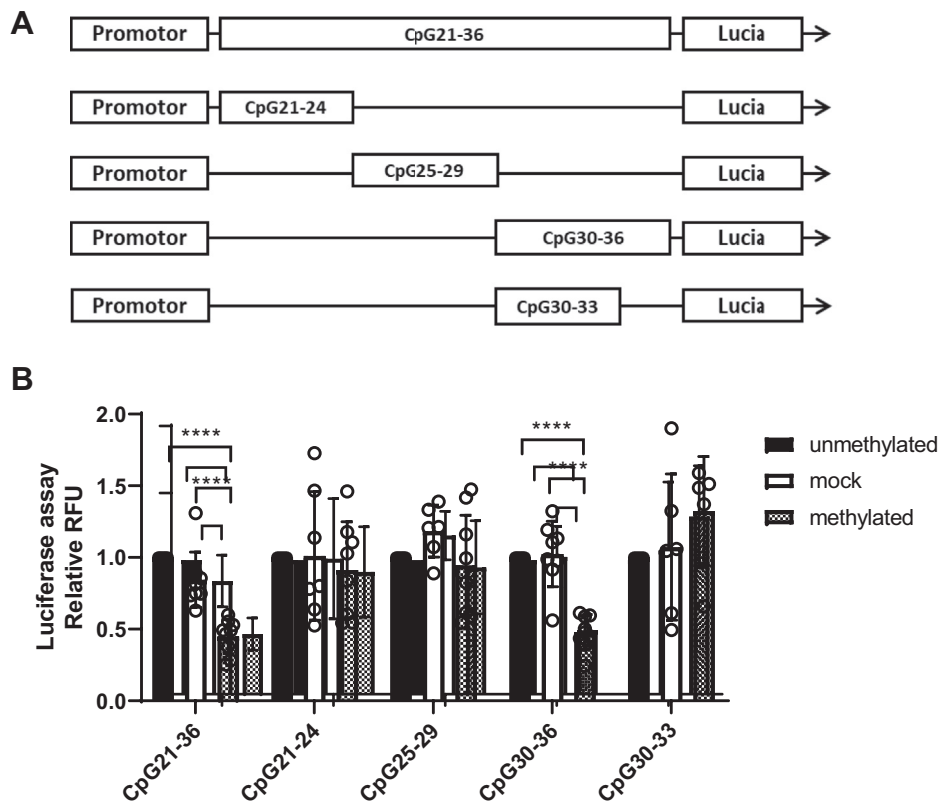 A
Promotor CpG21-36 Lucia
Promotor CpG21-24 Lucia
Promotor CpG25-29 Lucia
Promotor CpG30-36 Lucia
Promotor CpG30-33 Lucia
B
Luciferase assay
Relative RFU
2.0
1.5
1.0
0.5
0.0
****
****
****
****
unmethylated
mock
methylated
CpG21-36
CpG21-24
CpG25-29
CpG30-36
CpG30-33